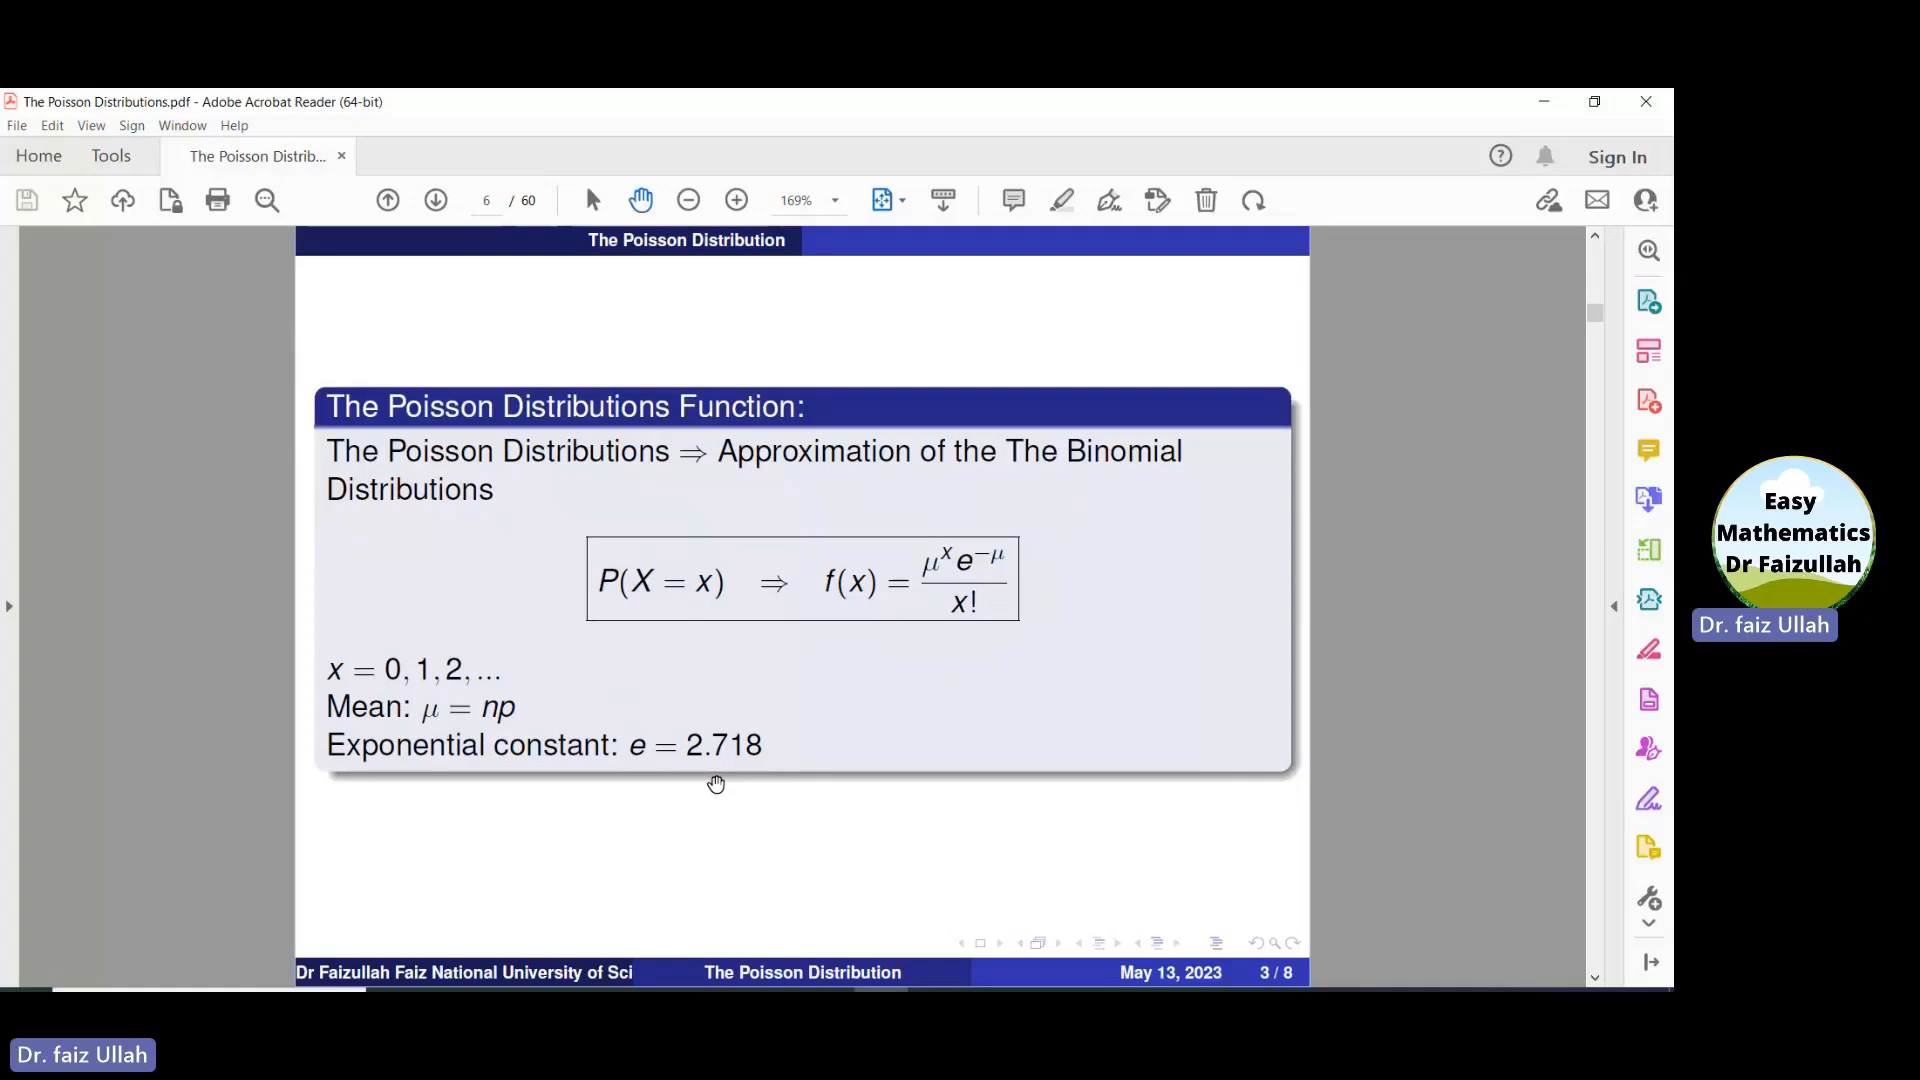 The Poisson Distributions.pdf - Adobe Acrobat Reader (64-bit)
File Edit View Sign Window Help
Home Tools The Poisson Distrib... × Sign In
6 / 60 169%
The Poisson Distribution
The Poisson Distributions Function:
The Poisson Distributions ⇒ Approximation of the The Binomial
Distributions
P(X = x) ⇒ f(x) = μ^x e^−μ / x!
x = 0, 1, 2, ...
Mean: μ = np
Exponential constant: e = 2.718
Dr Faizullah Faiz National University of Sci The Poisson Distribution May 13, 2023 3 / 8
Easy
Mathematics
Dr Faizullah
Dr. faiz Ullah
Dr. faiz Ullah